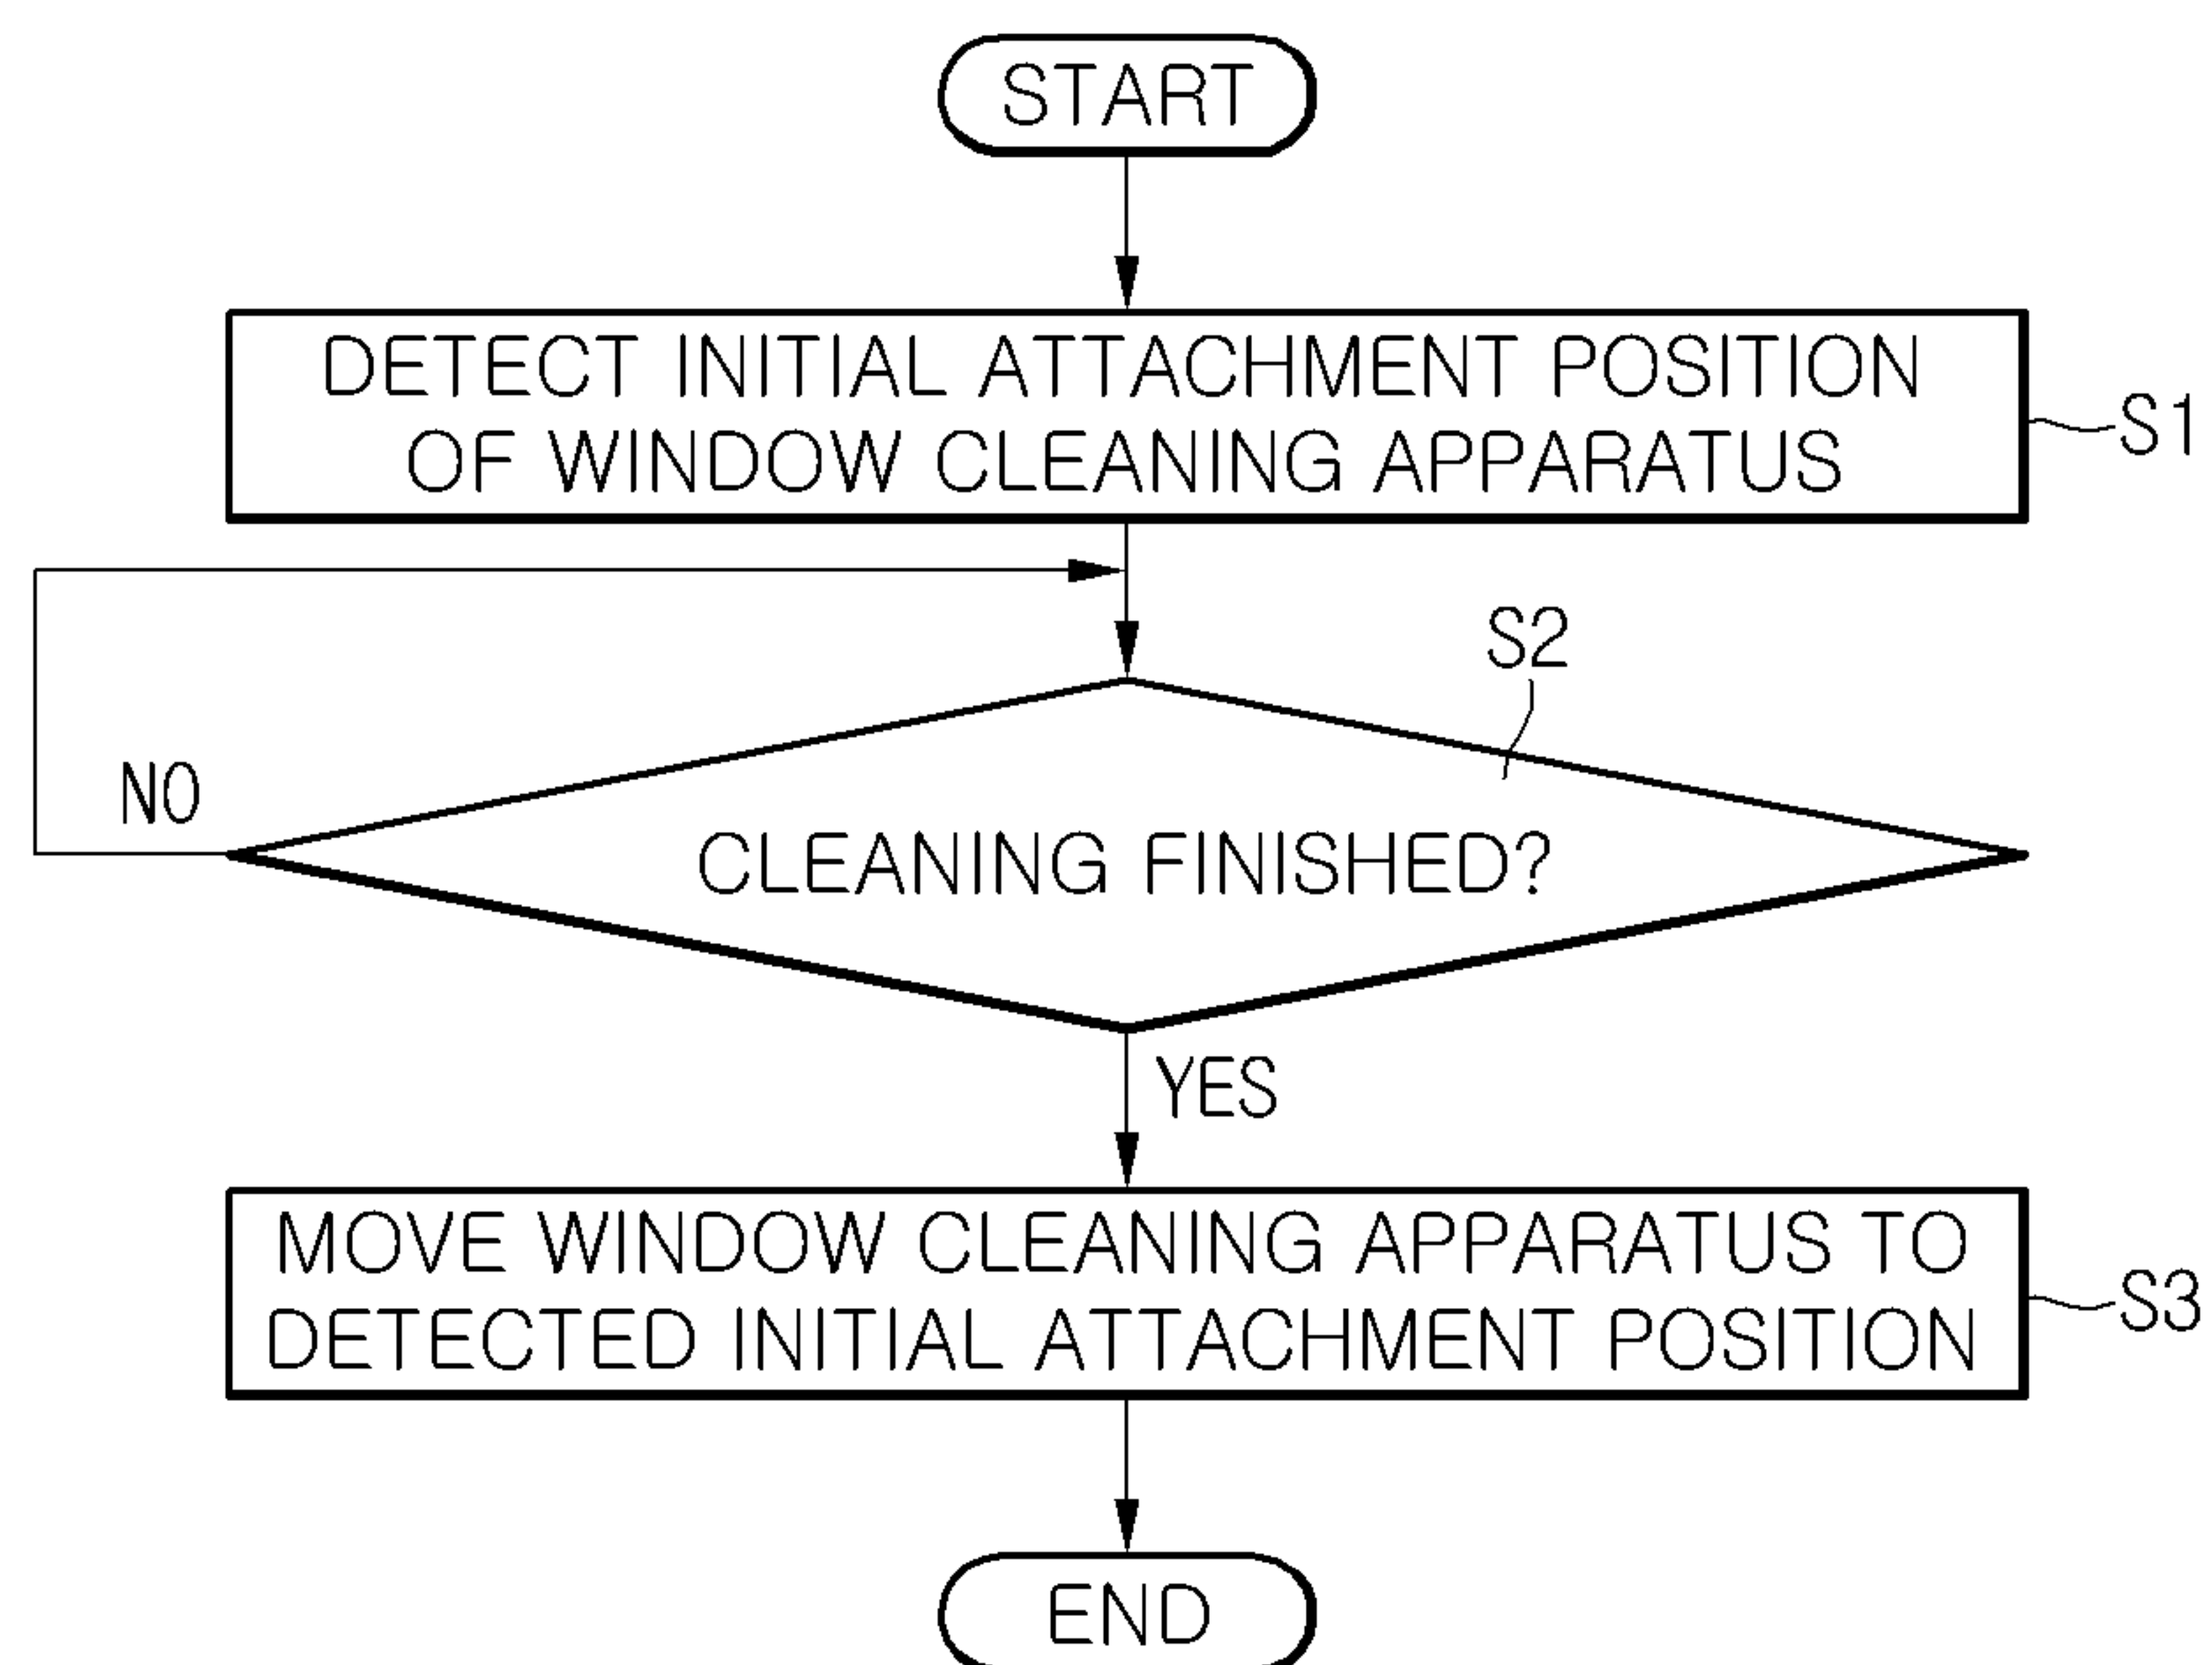 START
DETECT INITIAL ATTACHMENT POSITION
OF WINDOW CLEANING APPARATUS
S1
S2
NO
CLEANING FINISHED?
YES
MOVE WINDOW CLEANING APPARATUS TO
DETECTED INITIAL ATTACHMENT POSITION
S3
END